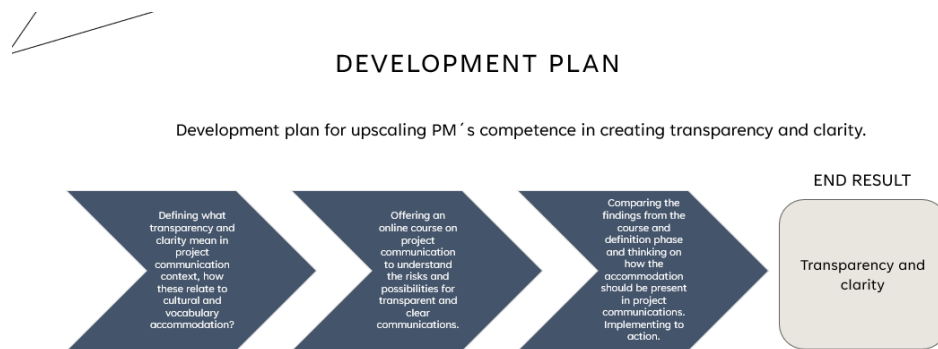 DEVELOPMENT PLAN
Development plan for upscaling PM´s competence in creating transparency and clarity.
Defining what
transparency and
clarity mean in
project
communication
context, how
these relate to
cultural and
vocabulary
accommodation?
Offering an
online course on
project
communication
to understand
the risks and
possibilities for
transparent and
clear
communications.
Comparing the
findings from the
course and
definition phase
and thinking on
how the
accommodation
should be present
in project
communications.
Implementing to
action.
END RESULT
Transparency and
clarity